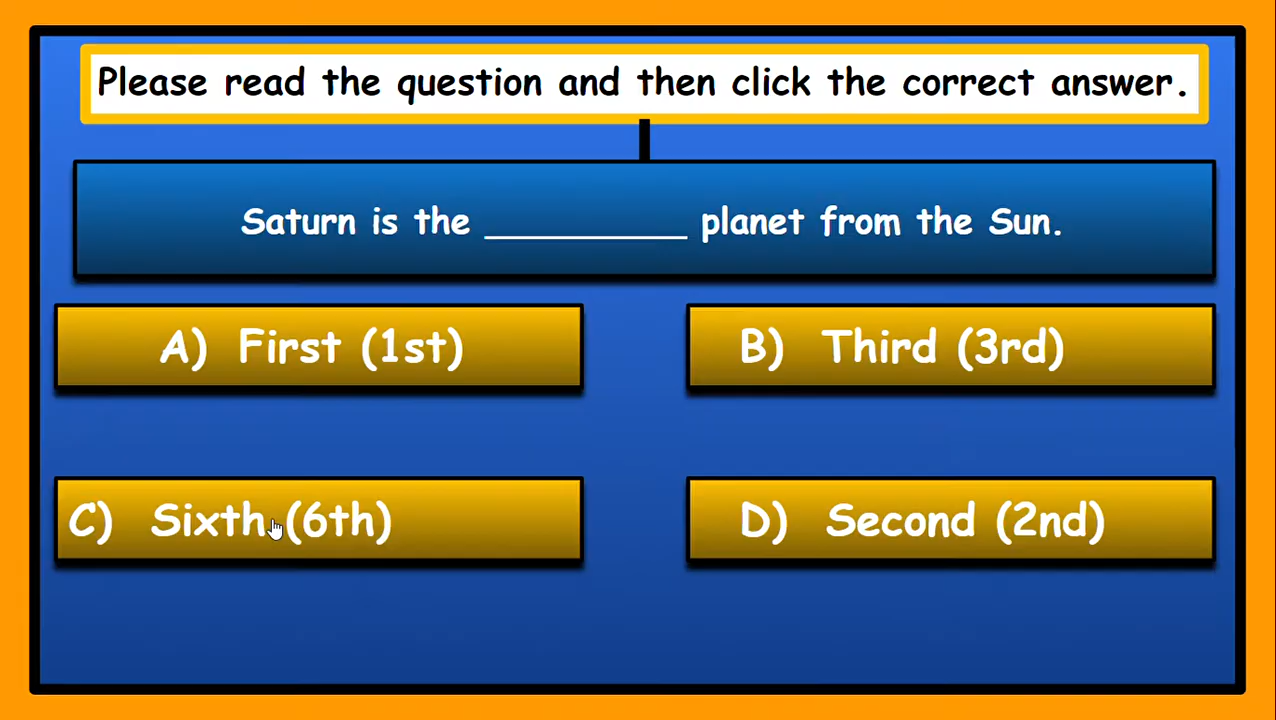 Please read the question and then click the correct answer.
Saturn is the __________ planet from the Sun.
A) First (1st)
B) Third (3rd)
C) Sixth (6th)
D) Second (2nd)